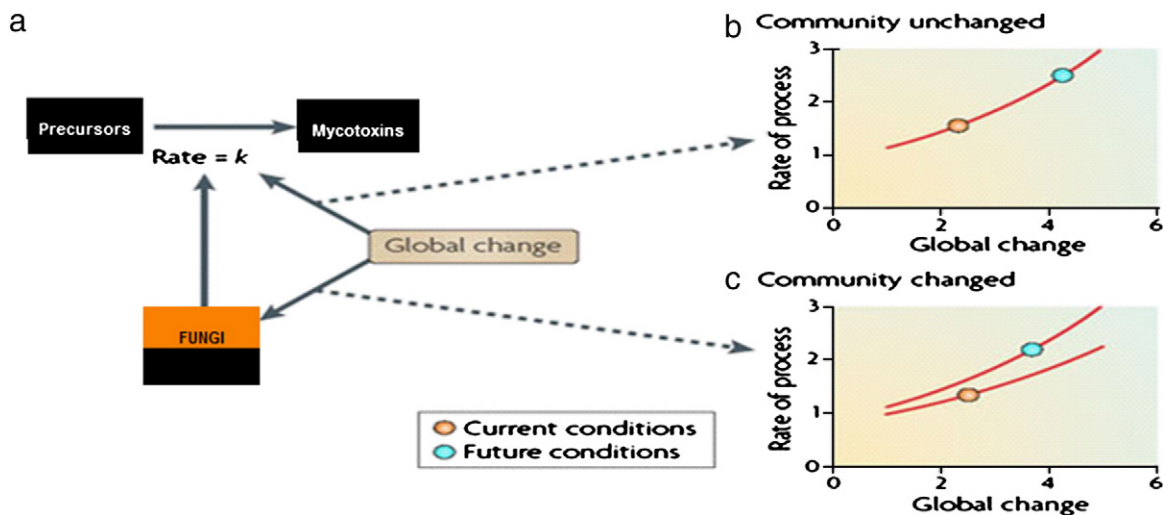 a
Precursors
Mycotoxins
Rate = k
Global change
FUNGI
Current conditions
Future conditions
b Community unchanged
Rate of process
3
2
1
0
0 2 4 6
Global change
c Community changed
Rate of process
3
2
1
0
0 2 4 6
Global change